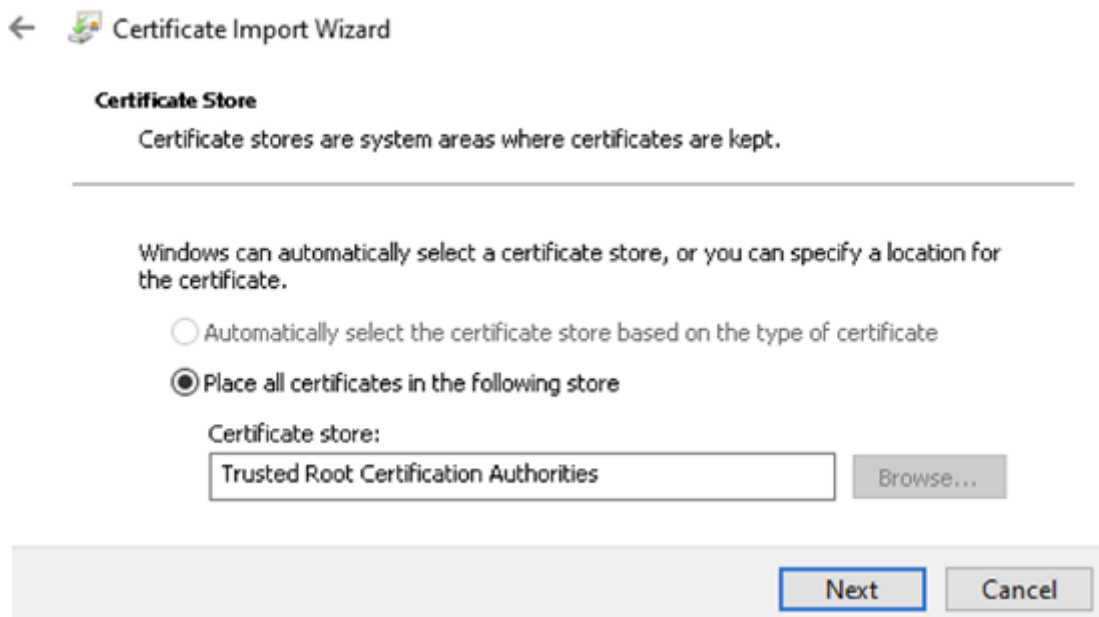 Certificate Import Wizard
Certificate Store
Certificate stores are system areas where certificates are kept.
Windows can automatically select a certificate store, or you can specify a location for
the certificate.
Automatically select the certificate store based on the type of certificate
Place all certificates in the following store
Certificate store:
Trusted Root Certification Authorities
Browse...
Next
Cancel